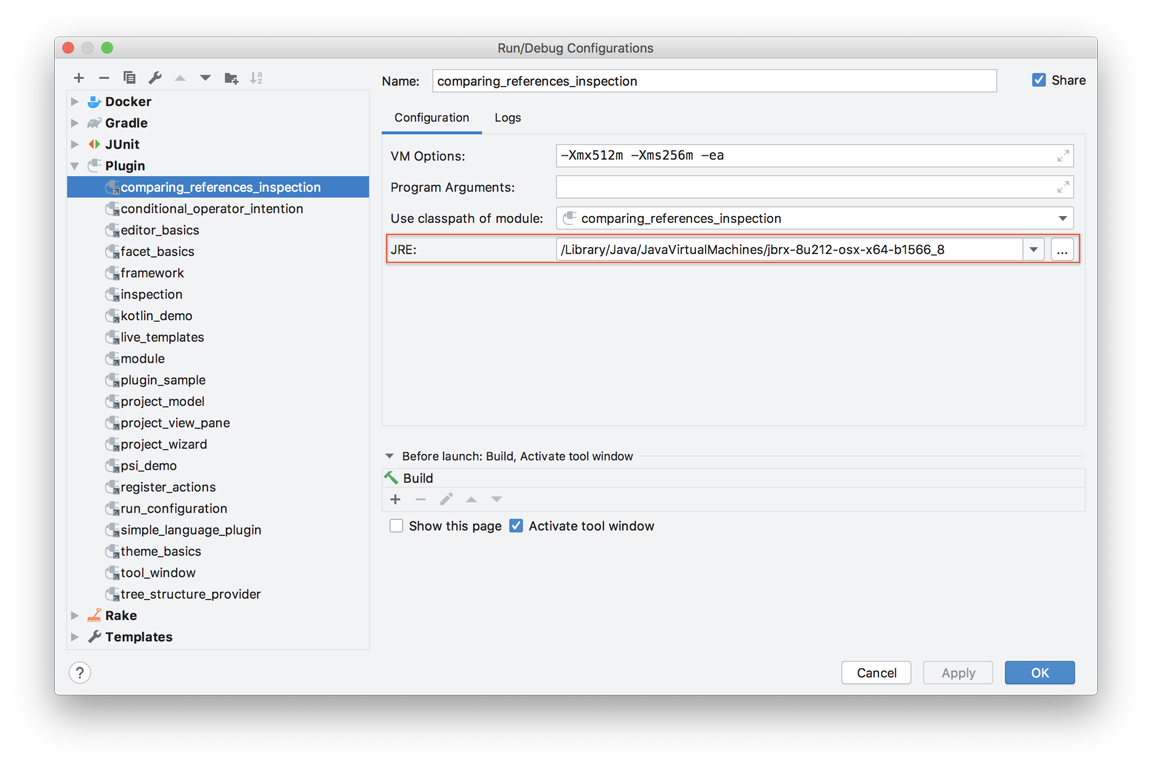 Run/Debug Configurations
Name: comparing_references_inspection Share
Docker
Gradle
JUnit
Plugin
comparing_references_inspection
conditional_operator_intention
editor_basics
facet_basics
framework
inspection
kotlin_demo
live_templates
module
plugin_sample
project_model
project_view_pane
project_wizard
psi_demo
register_actions
run_configuration
simple_language_plugin
theme_basics
tool_window
tree_structure_provider
Rake
Templates
Configuration Logs
VM Options: –Xmx512m –Xms256m –ea
Program Arguments:
Use classpath of module: comparing_references_inspection
JRE: /Library/Java/JavaVirtualMachines/jbrx-8u212-osx-x64-b1566_8 ...
Before launch: Build, Activate tool window
Build
Show this page Activate tool window
? Cancel Apply OK